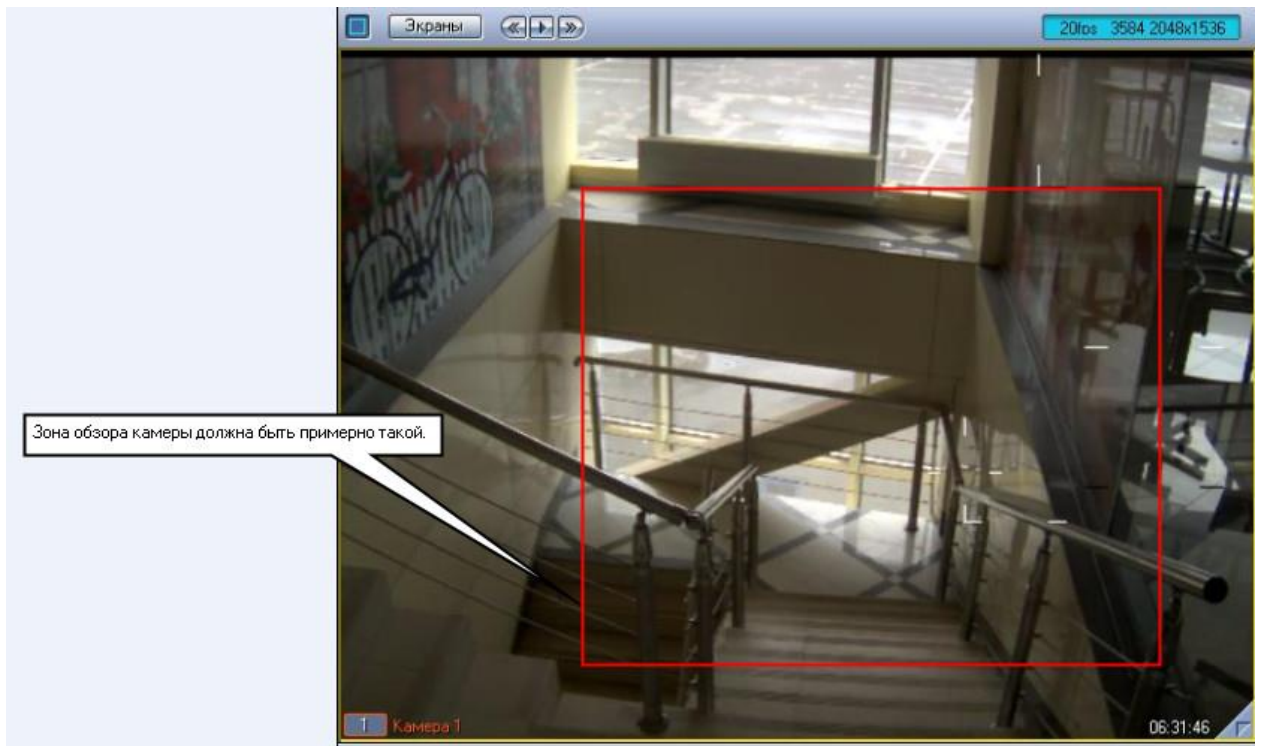 Экраны
20fps 3584 2048x1536
Зона обзора камеры должна быть примерно такой.
1 Камера 1
06:31:46